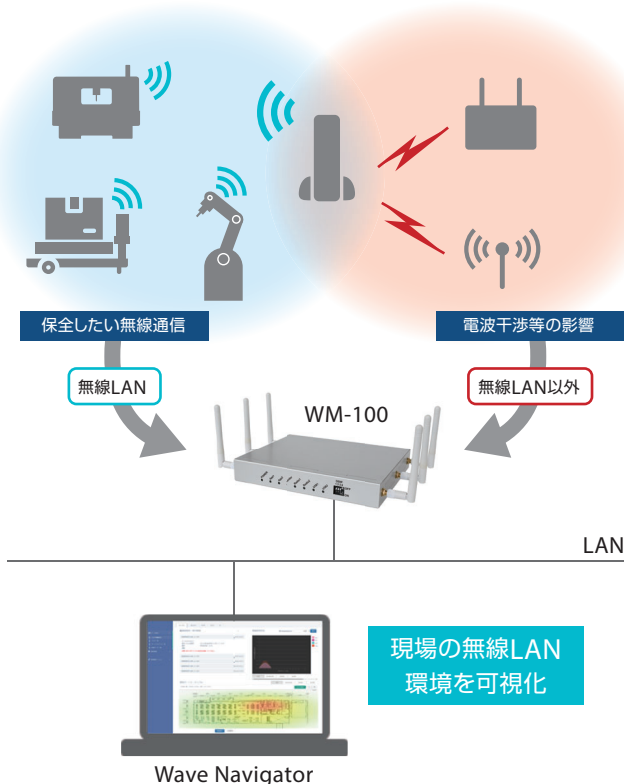 保全したい無線通信
電波干渉等の影響
無線LAN
無線LAN以外
WM-100
LAN
現場の無線LAN
環境を可視化
Wave Navigator